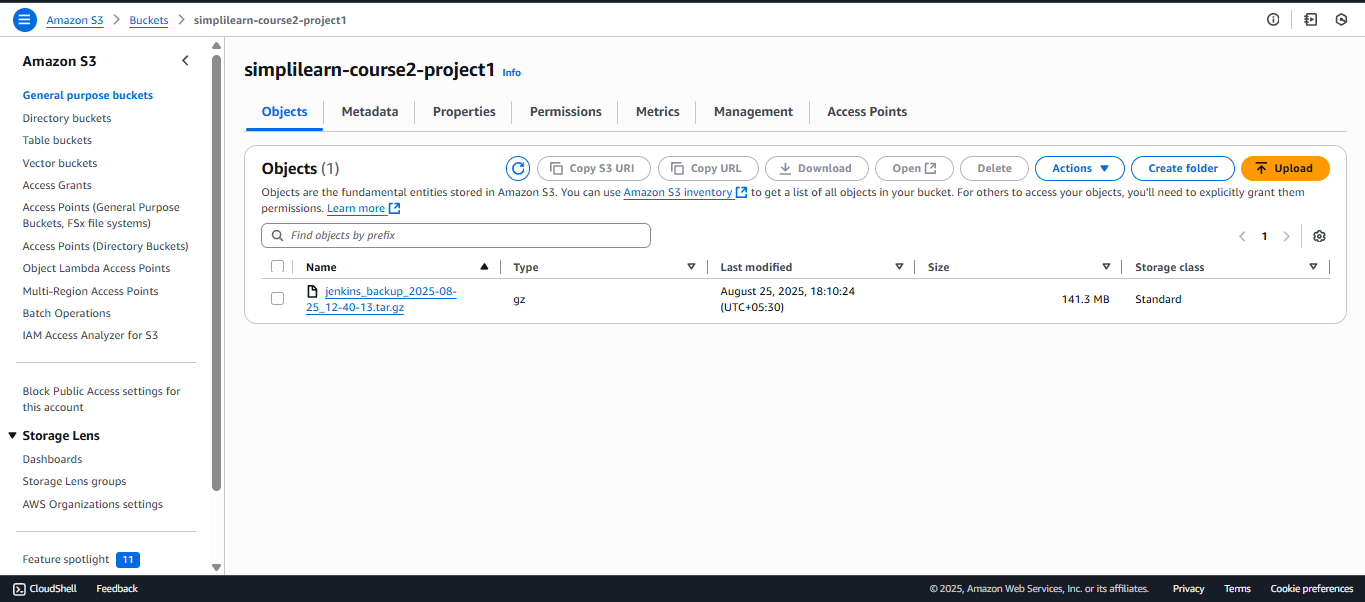 Amazon S3 > Buckets > simplilearn-course2-project1
Amazon S3
General purpose buckets
Directory buckets
Table buckets
Vector buckets
Access Grants
Access Points (General Purpose
Buckets, FSx file systems)
Access Points (Directory Buckets)
Object Lambda Access Points
Multi-Region Access Points
Batch Operations
IAM Access Analyzer for S3
Block Public Access settings for
this account
Storage Lens
Dashboards
Storage Lens groups
AWS Organizations settings
Feature spotlight 11
simplilearn-course2-project1 Info
Objects Metadata Properties Permissions Metrics Management Access Points
Objects (1) Copy S3 URI Copy URL Download Open Delete Actions Create folder Upload
Objects are the fundamental entities stored in Amazon S3. You can use Amazon S3 inventory to get a list of all objects in your bucket. For others to access your objects, you'll need to explicitly grant them
permissions. Learn more
Find objects by prefix
1
Name Type Last modified Size Storage class
jenkins_backup_2025-08-
25_12-40-13.tar.gz
gz
August 25, 2025, 18:10:24
(UTC+05:30)
141.3 MB
Standard
CloudShell Feedback © 2025, Amazon Web Services, Inc. or its affiliates. Privacy Terms Cookie preferences